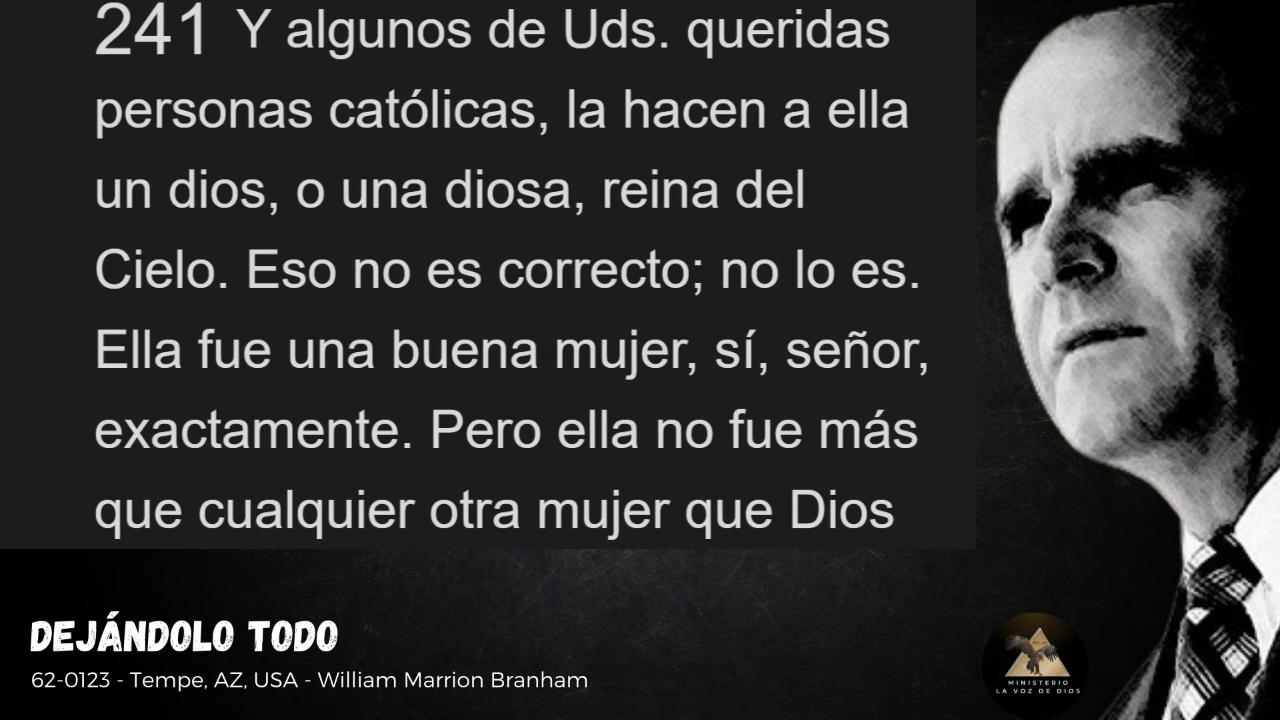 241 Y algunos de Uds. queridas
personas católicas, la hacen a ella
un dios, o una diosa, reina del
Cielo. Eso no es correcto; no lo es.
Ella fue una buena mujer, sí, señor,
exactamente. Pero ella no fue más
que cualquier otra mujer que Dios
DEJÁNDOLO TODO
62-0123 - Tempe, AZ, USA - William Marrion Branham
MINISTERIO
LA VOZ DE DIOS